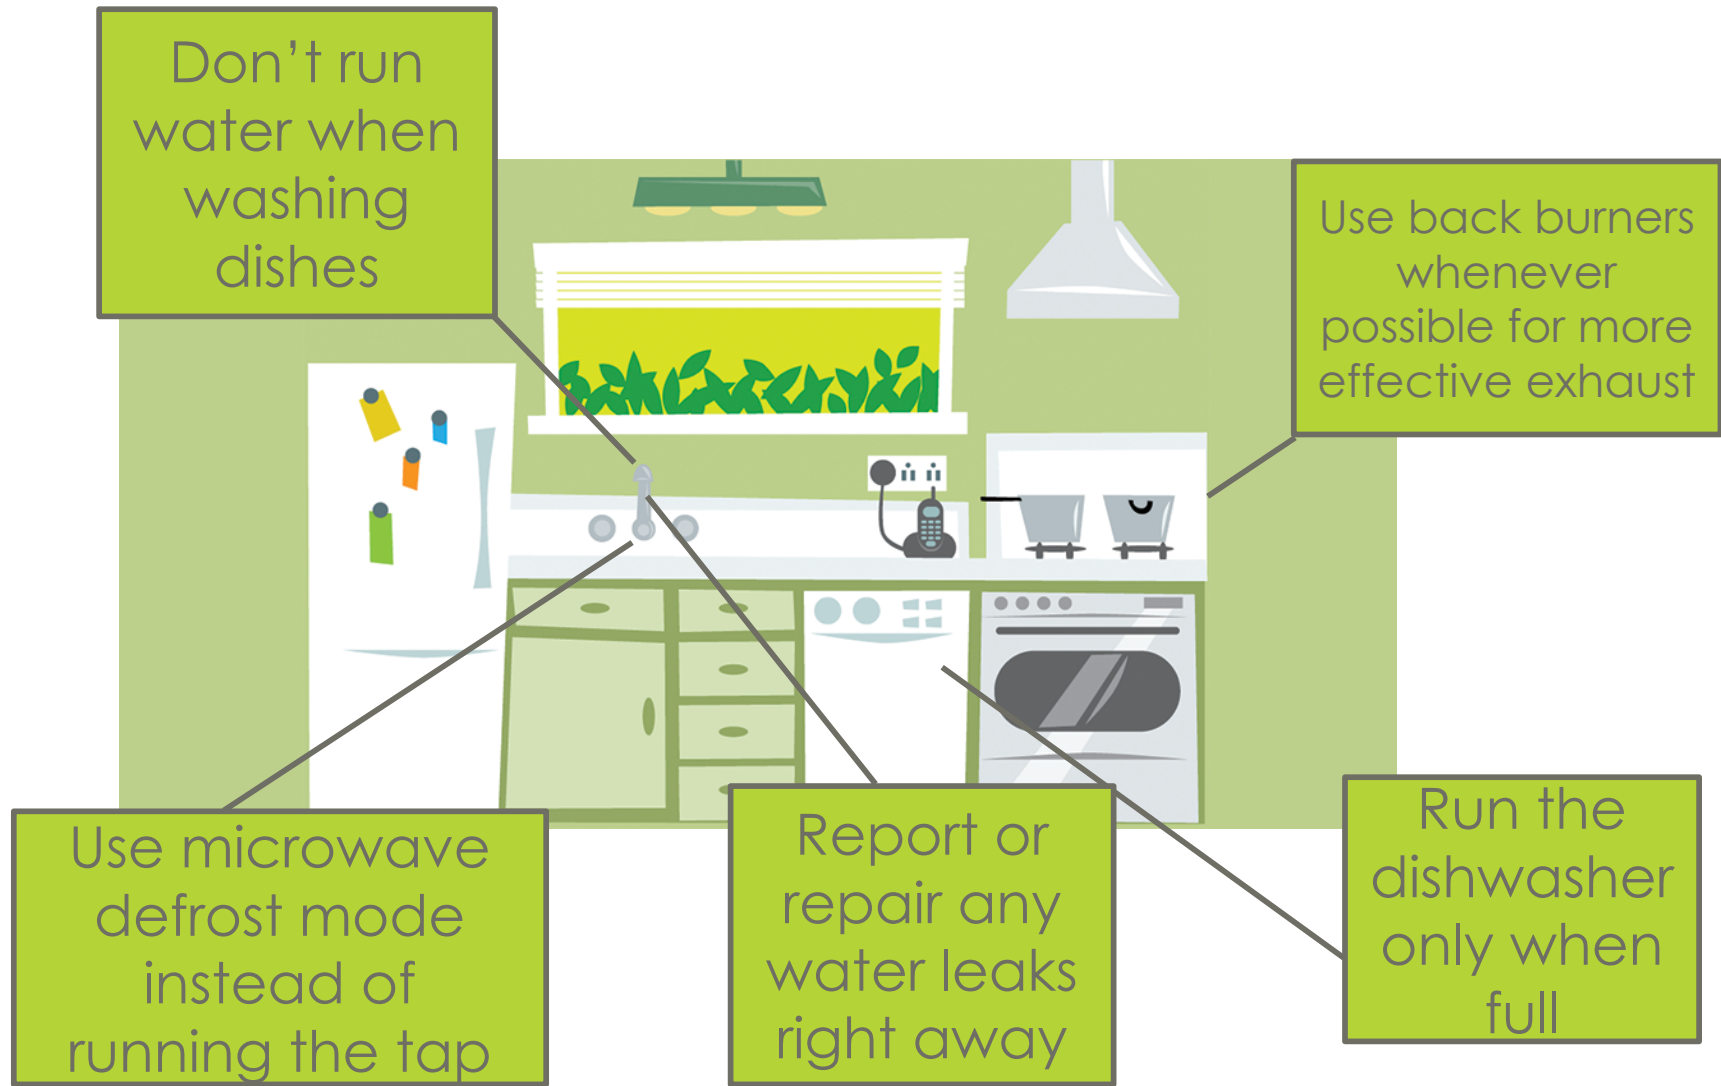 Don’t run
water when
washing
dishes
Use back burners
whenever
possible for more
effective exhaust
Use microwave
defrost mode
instead of
running the tap
Report or
repair any
water leaks
right away
Run the
dishwasher
only when
full